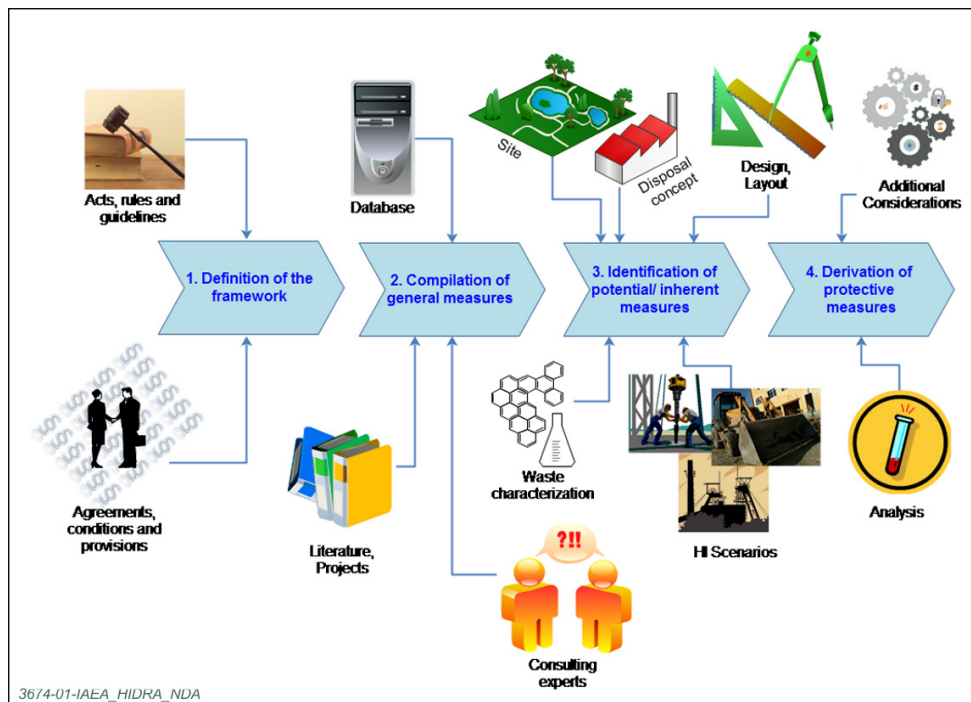 Acts, rules and
guidelines
Database
Site
Disposal
concept
Design,
Layout
$
Additional
Considerations
1. Definition of the
framework
2. Compilation of
general measures
3. Identification of
potential/ inherent
measures
4. Derivation of
protective
measures
Agreements,
conditions and
provisions
Literature,
Projects
Waste
characterization
HI Scenarios
Analysis
?!!
Consulting
experts
3674-01-IAEA_HIDRA_NDA